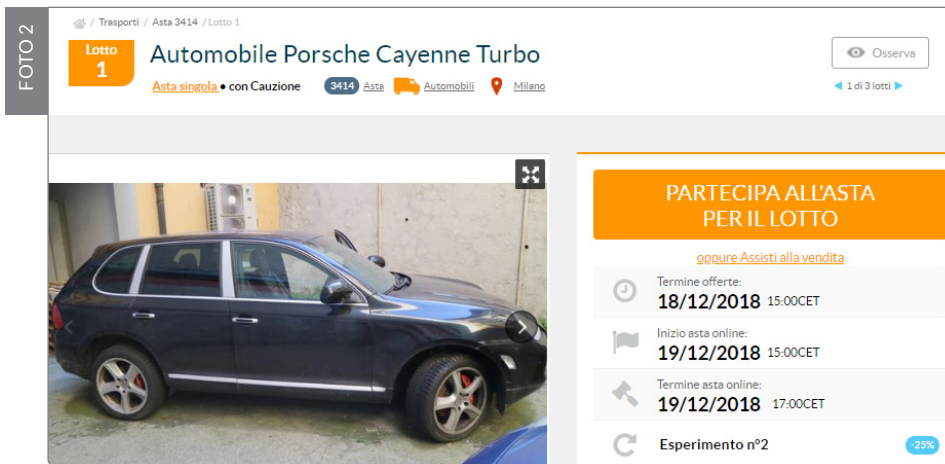 FOTO 2
/ Trasporti / Asta 3414 / Lotto 1
Lotto
1
Automobile Porsche Cayenne Turbo
Asta singola • con Cauzione 3414 Asta Automobili Milano
Osserva
1 di 3 lotti
PARTECIPA ALL'ASTA
PER IL LOTTO
oppure Assisti alla vendita
Termine offerte:
18/12/2018 15:00CET
Inizio asta online:
19/12/2018 15:00CET
Termine asta online:
19/12/2018 17:00CET
Esperimento n°2 -25%